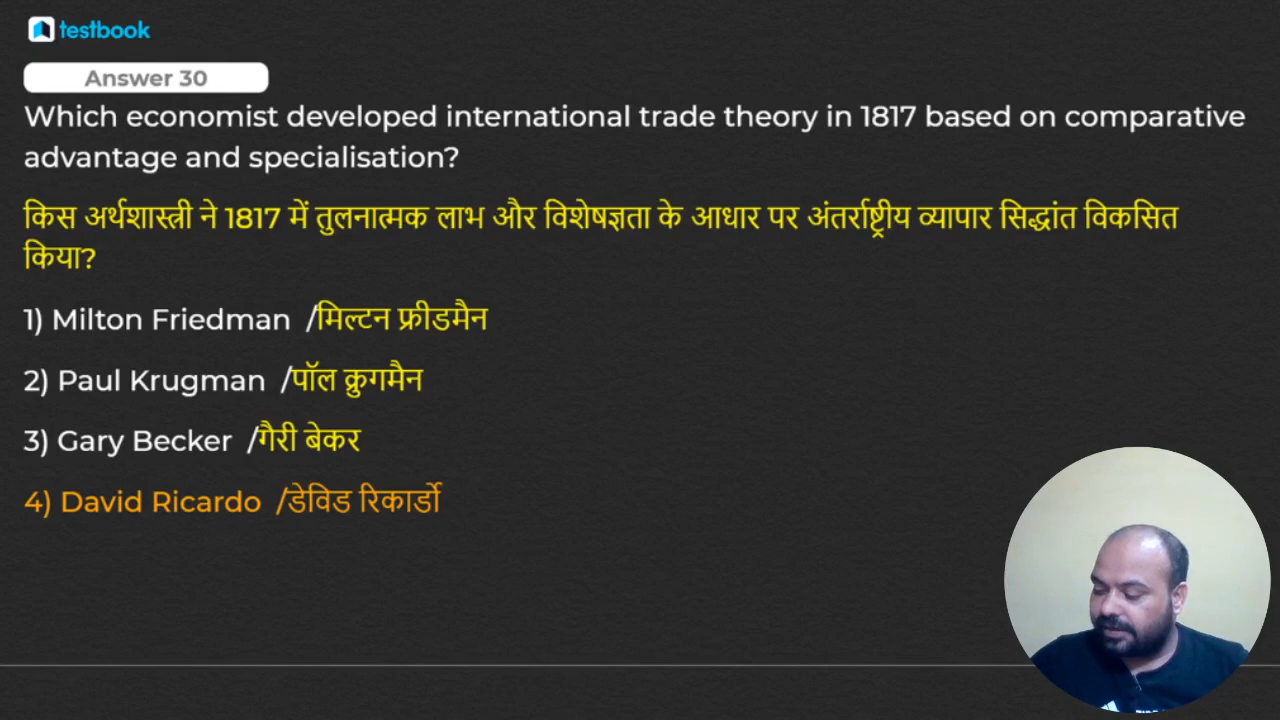 testbook
Answer 30
Which economist developed international trade theory in 1817 based on comparative
advantage and specialisation?
किस अर्थशास्त्री ने 1817 में तुलनात्मक लाभ और विशेषज्ञता के आधार पर अंतर्राष्ट्रीय व्यापार सिद्धांत विकसित
किया?
1) Milton Friedman /मिल्टन फ्रीडमैन
2) Paul Krugman /पॉल क्रुगमैन
3) Gary Becker /गैरी बेकर
4) David Ricardo /डेविड रिकार्डो